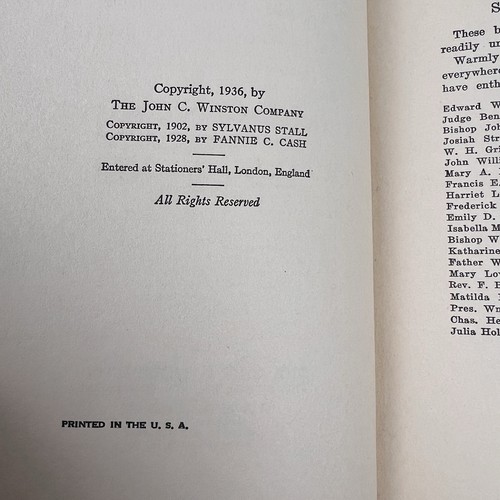 Copyright, 1936, by
THE JOHN C. WINSTON COMPANY
COPYRIGHT, 1902, BY SYLVANUS STALL
COPYRIGHT, 1928, BY FANNIE C. CASH
Entered at Stationers' Hall, London, England
All Rights Reserved
PRINTED IN THE U. S. A.
These
readily
Warmly
everywhere
have
Edward W
Judge Ben
Bishop
Josiah
W. H.
John
Mary A.
Francis E.
Harriet
Frederick
Emily D.
Isabella M
Bishop W
Katharine
Father W
Mary
Rev. F.
Matilda
Pres.
Chas.
Julia